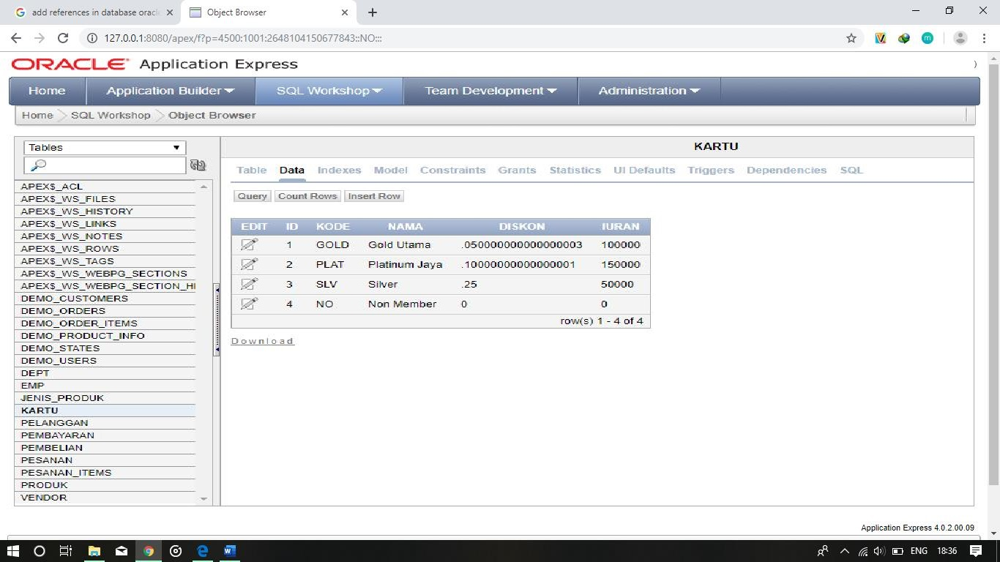 add references in database oracl
Object Browser
127.0.0.1:8080/apex/f?p=4500:1001:2648104150677843::NO:::
ORACLE Application Express
)
Home Application Builder SQL Workshop Team Development Administration
Home SQL Workshop Object Browser
Tables
KARTU
Table Data Indexes Model Constraints Grants Statistics UI Defaults Triggers Dependencies SQL
Query Count Rows Insert Row
APEX$_ACL
APEX$_WS_FILES
APEX$_WS_HISTORY
APEX$_WS_LINKS
APEX$_WS_NOTES
APEX$_WS_ROWS
APEX$_WS_TAGS
APEX$_WS_WEBPG_SECTIONS
APEX$_WS_WEBPG_SECTION_HI
DEMO_CUSTOMERS
DEMO_ORDERS
DEMO_ORDER_ITEMS
DEMO_PRODUCT_INFO
DEMO_STATES
DEMO_USERS
DEPT
EMP
JENIS_PRODUK
KARTU
PELANGGAN
PEMBAYARAN
PEMBELIAN
PESANAN
PESANAN_ITEMS
PRODUK
VENDOR
EDIT ID KODE NAMA DISKON IURAN
1 GOLD Gold Utama .050000000000000003 100000
2 PLAT Platinum Jaya .10000000000000001 150000
3 SLV Silver .25 50000
4 NO Non Member 0 0
row(s) 1 - 4 of 4
Download
Application Express 4.0.2.00.09
ENG 18:36